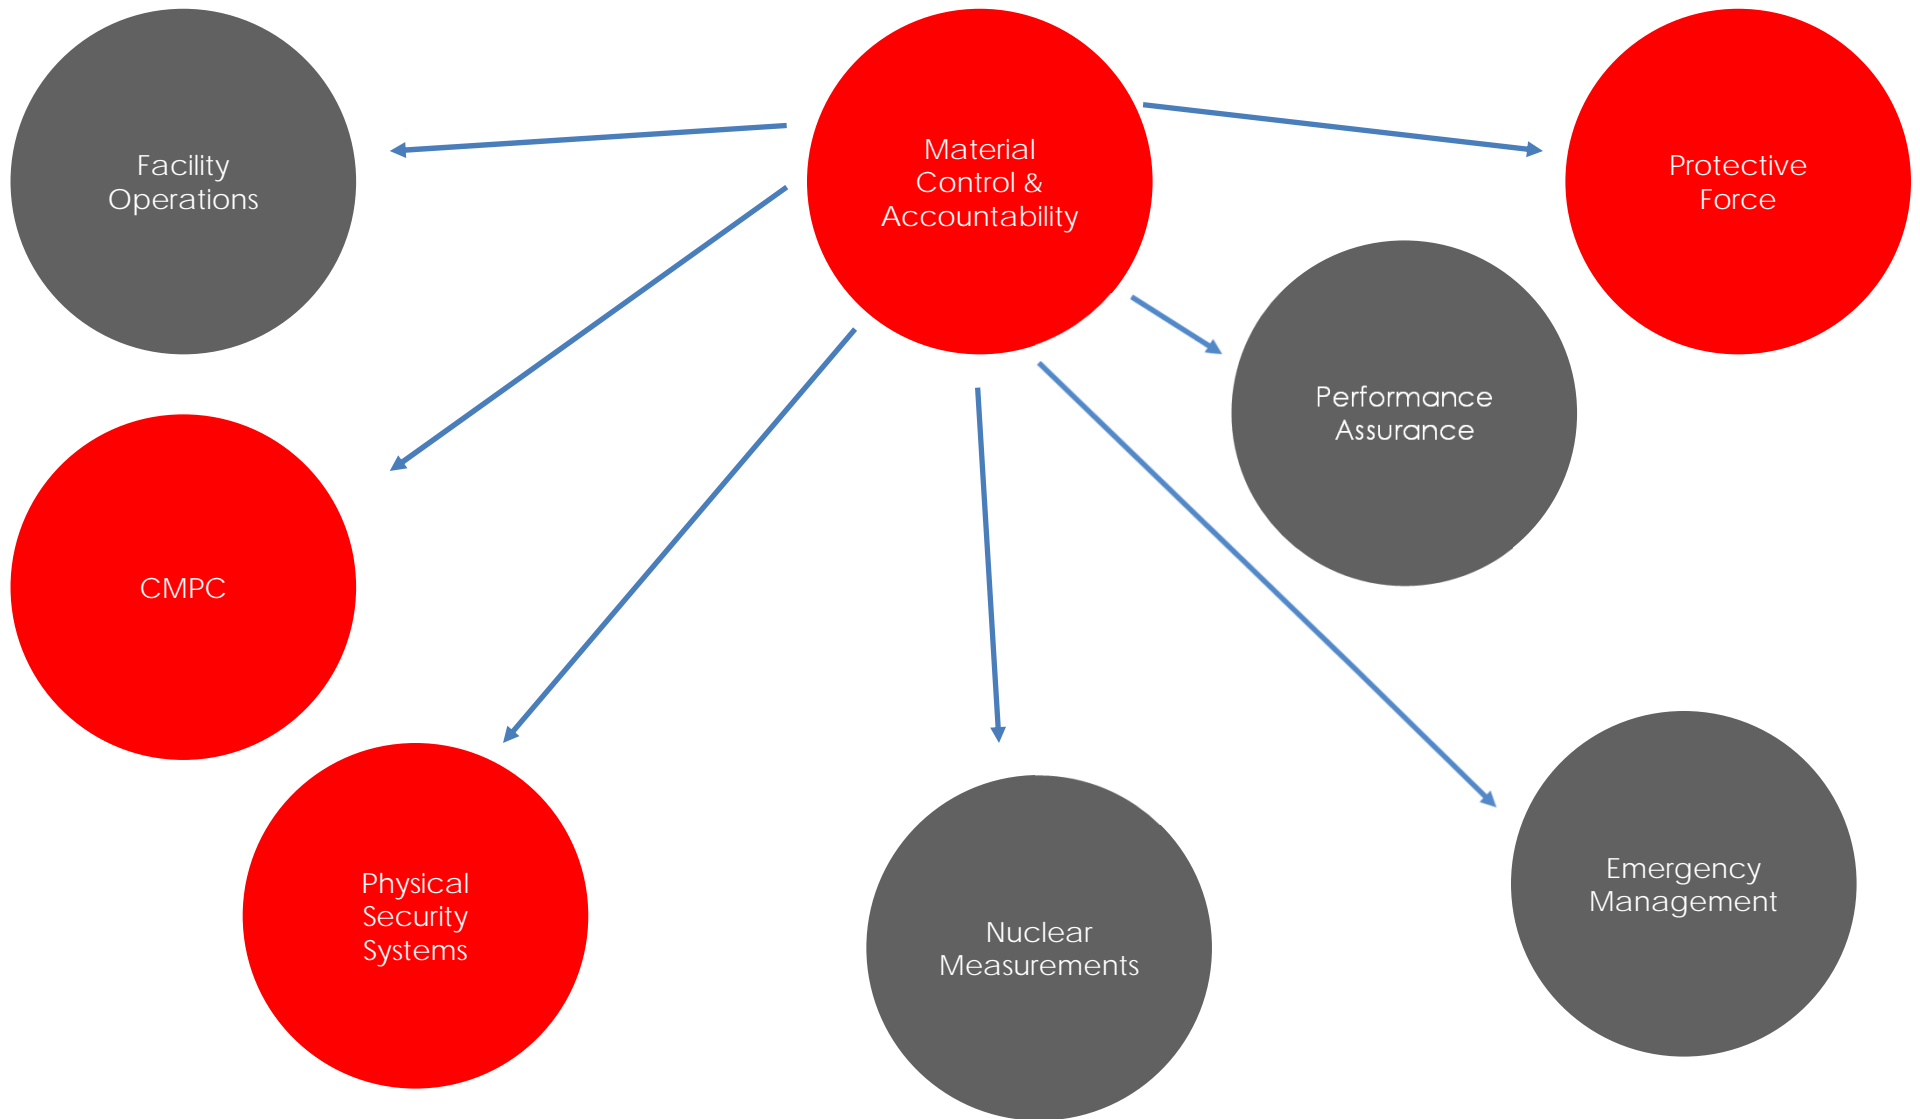 Facility
Operations
Material
Control &
Accountability
Protective
Force
Performance
Assurance
CMPC
Physical
Security
Systems
Nuclear
Measurements
Emergency
Management